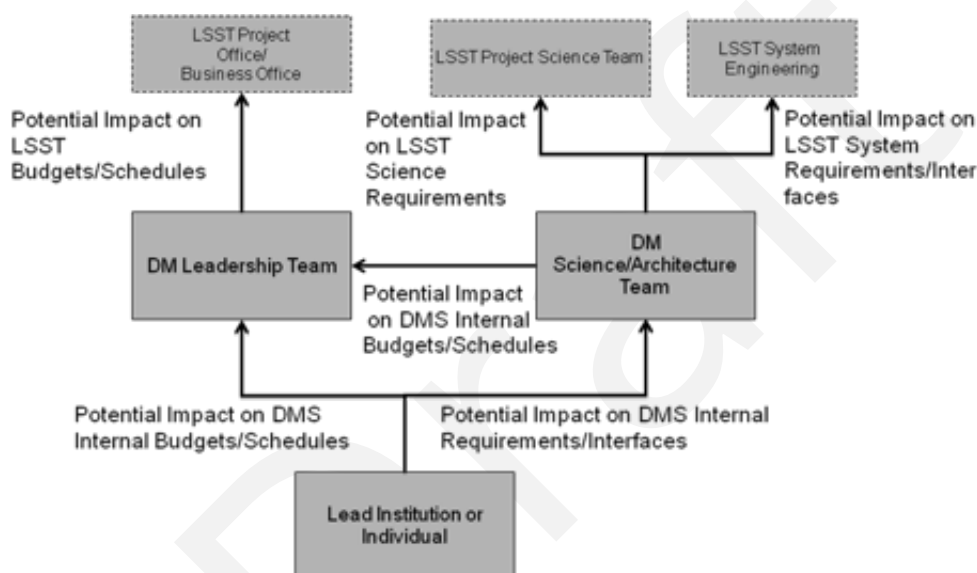 LSST Project
Office/
Business Office
LSST Project Science Team
LSST System
Engineering
Potential Impact on
LSST
Budgets/Schedules
Potential Impact
on LSST
Science
Requirements
Potential Impact on
LSST System
Requirements/Inter
faces
DM Leadership Team
DM
Science/Architecture
Team
Potential Impact
on DMS Internal
Budgets/Schedules
Potential Impact on DMS
Internal Budgets/Schedules
Potential Impact on DMS Internal
Requirements/Interfaces
Lead Institution or
Individual
Draft